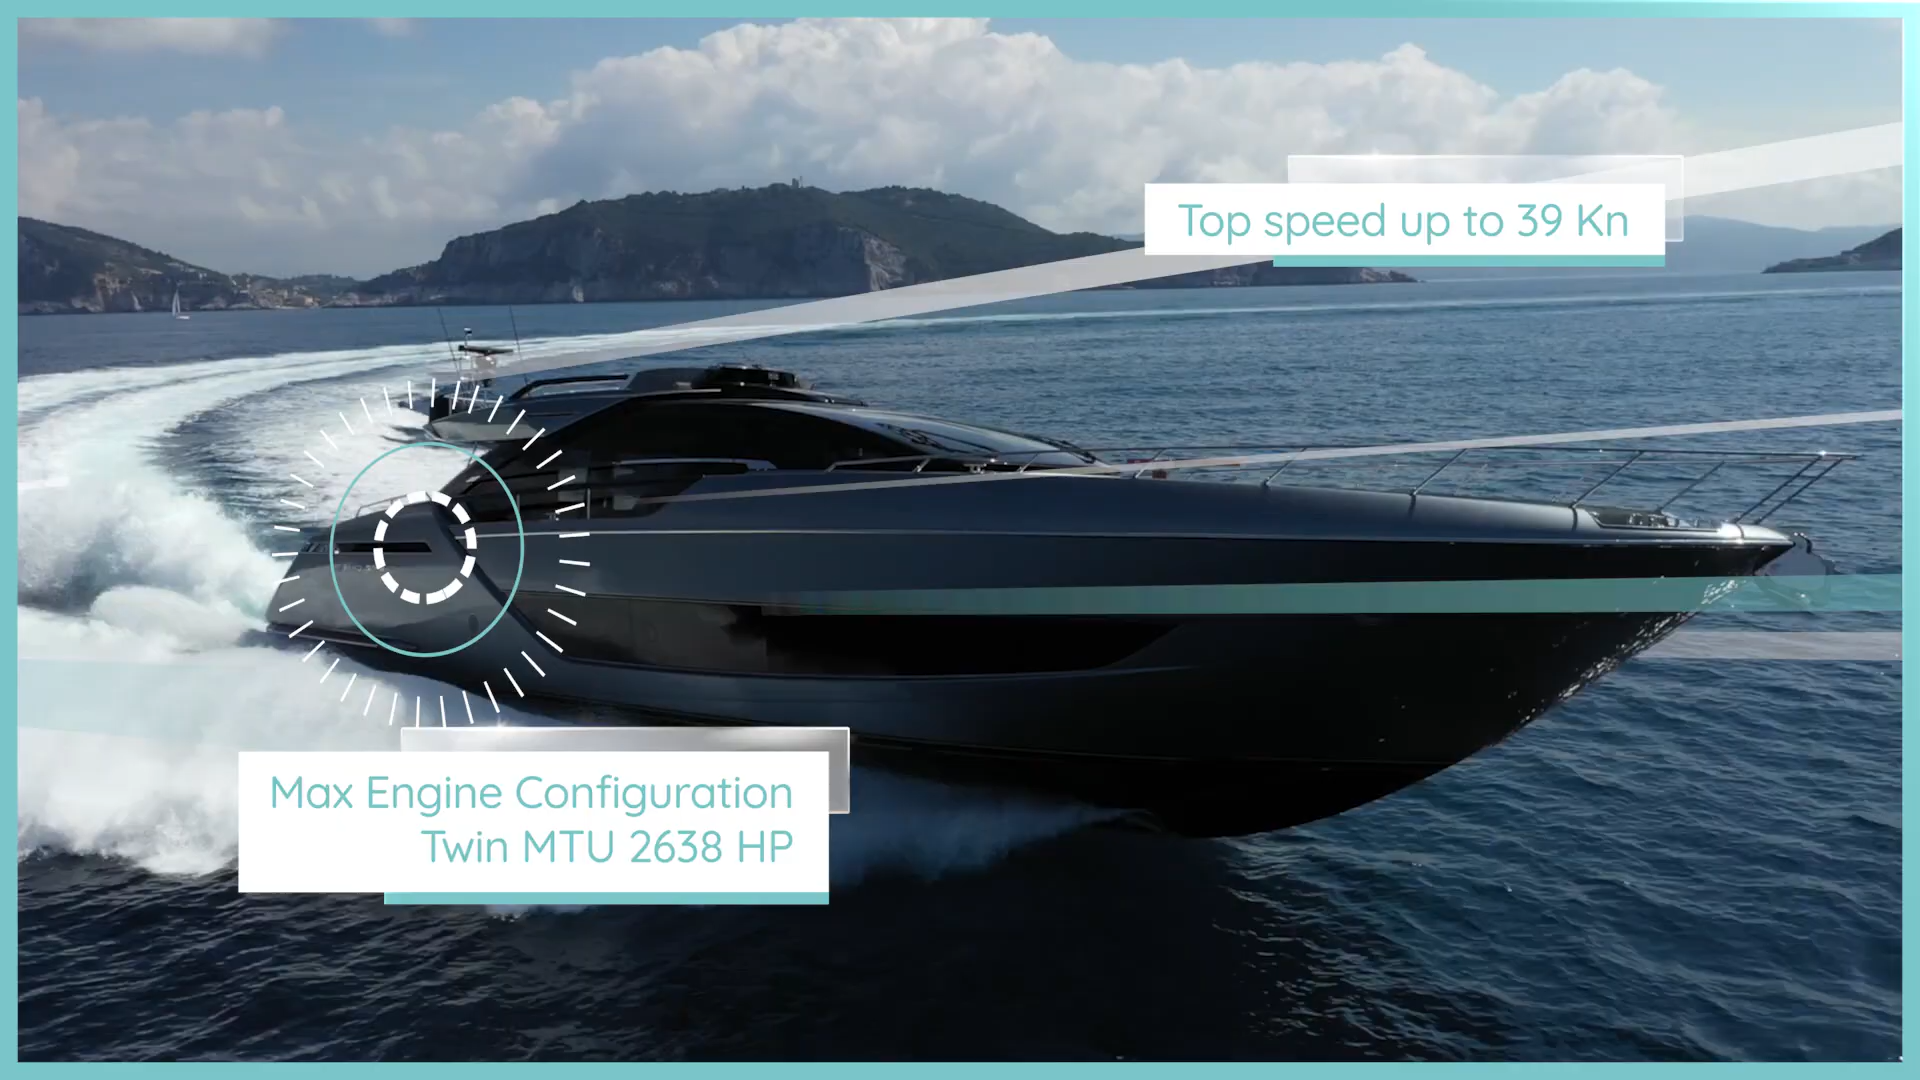 Top speed up to 39 Kn
Max Engine Configuration
Twin MTU 2638 HP